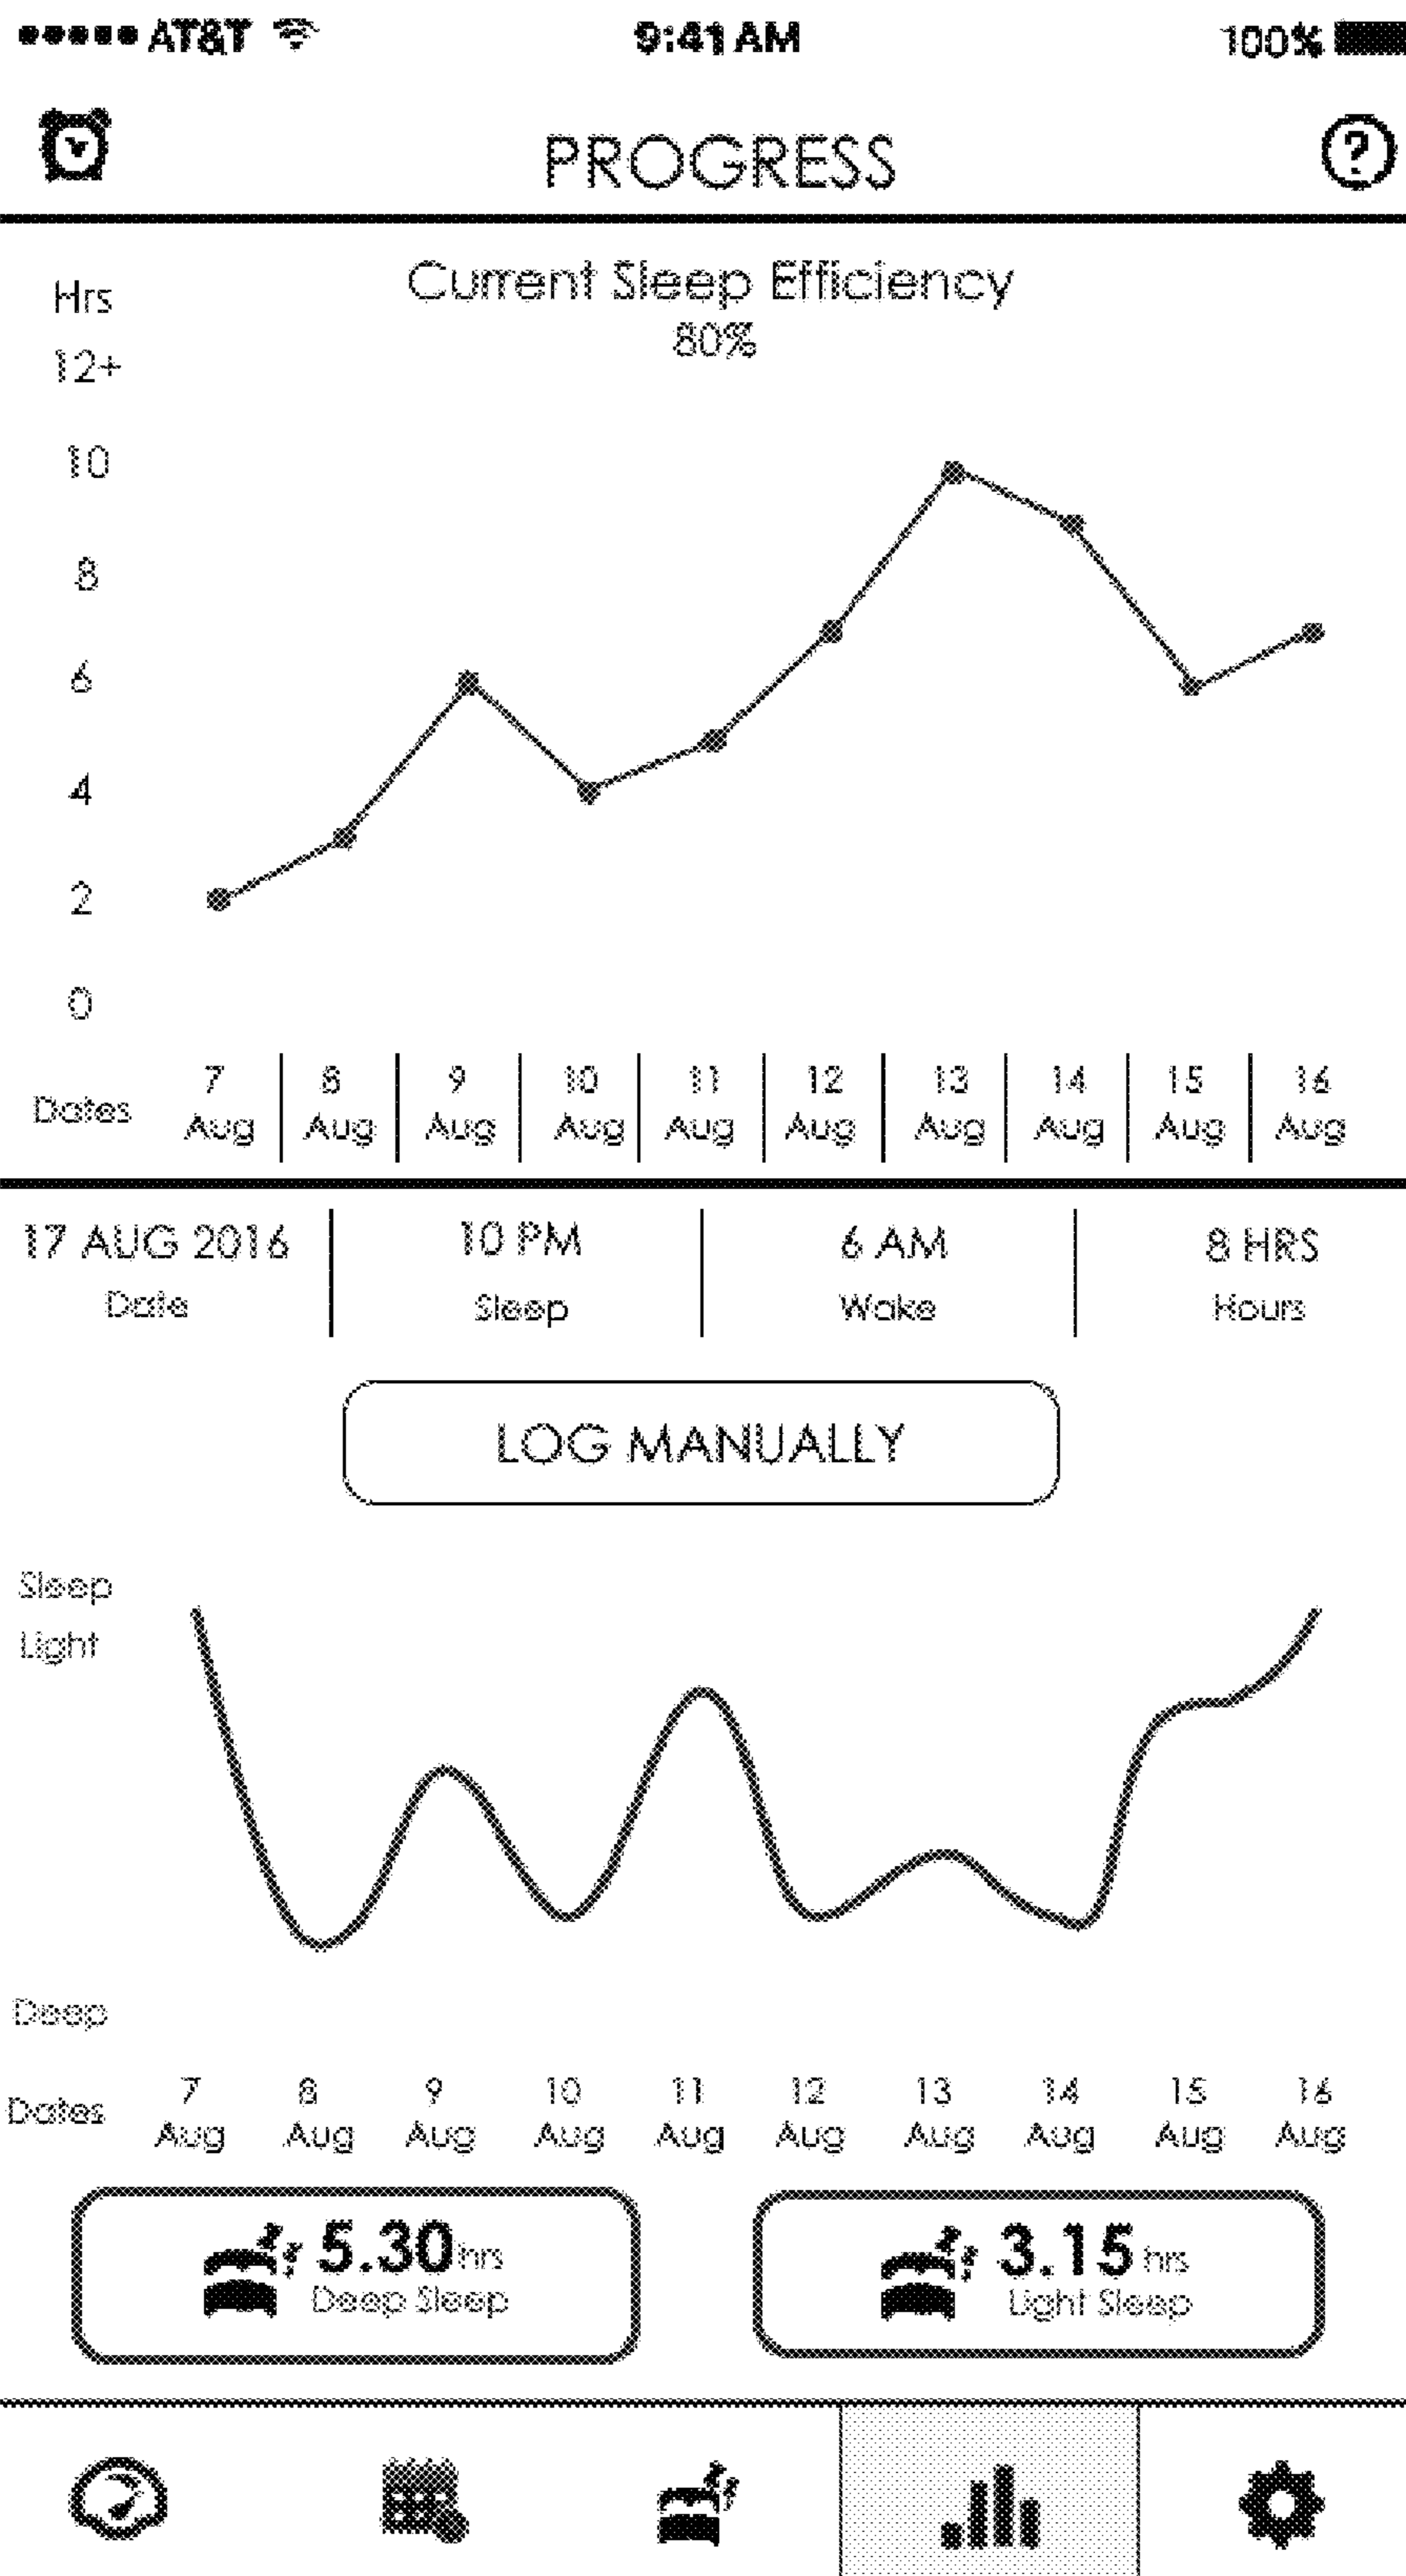 AT&T 9:41 AM 100%
PROGRESS
Current Sleep Efficiency
80%
Hrs
12+
10
8
6
4
2
0
Dates
7 Aug
8 Aug
9 Aug
10 Aug
11 Aug
12 Aug
13 Aug
14 Aug
15 Aug
16 Aug
17 AUG 2016
Date
10 PM
Sleep
6 AM
Wake
8 HRS
Hours
LOG MANUALLY
Sleep
Light
Deep
Dates
7 Aug
8 Aug
9 Aug
10 Aug
11 Aug
12 Aug
13 Aug
14 Aug
15 Aug
16 Aug
5.30 hrs
Deep Sleep
3.15 hrs
Light Sleep